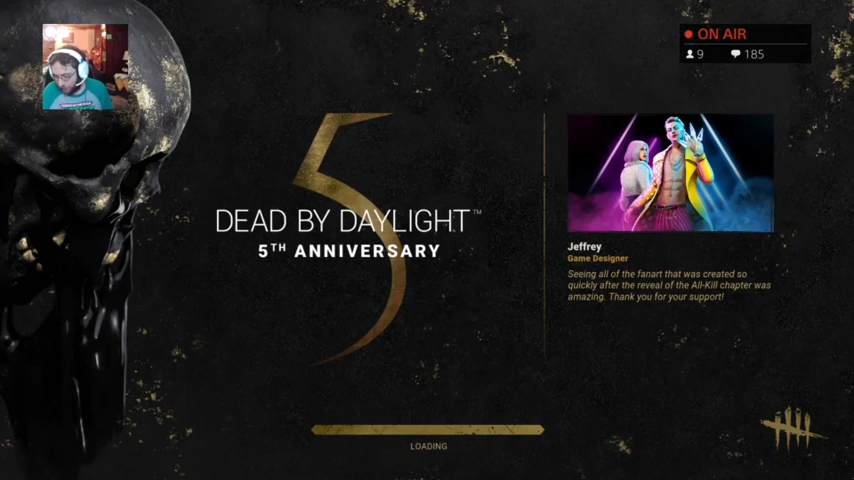 ON AIR
9 185
DEAD BY DAYLIGHT™
5TH ANNIVERSARY
Jeffrey
Game Designer
Seeing all of the fanart that was created so
quickly after the reveal of the All-Kill chapter was
amazing. Thank you for your support!
LOADING